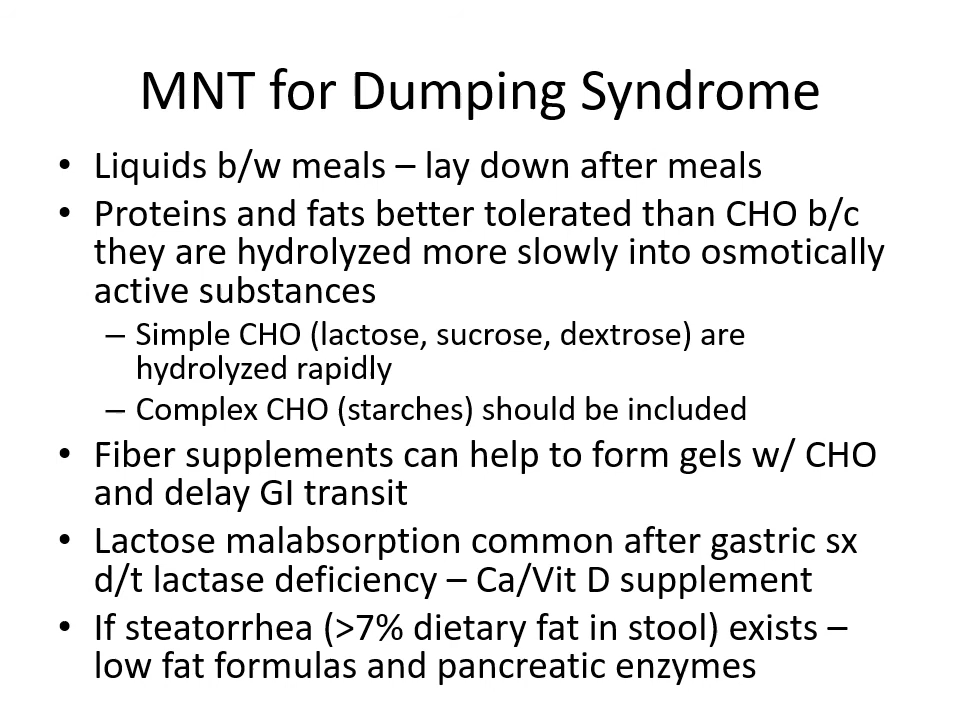 MNT for Dumping Syndrome
• Liquids b/w meals – lay down after meals
• Proteins and fats better tolerated than CHO b/c
they are hydrolyzed more slowly into osmotically
active substances
– Simple CHO (lactose, sucrose, dextrose) are
hydrolyzed rapidly
– Complex CHO (starches) should be included
• Fiber supplements can help to form gels w/ CHO
and delay GI transit
• Lactose malabsorption common after gastric sx
d/t lactase deficiency – Ca/Vit D supplement
• If steatorrhea (>7% dietary fat in stool) exists –
low fat formulas and pancreatic enzymes